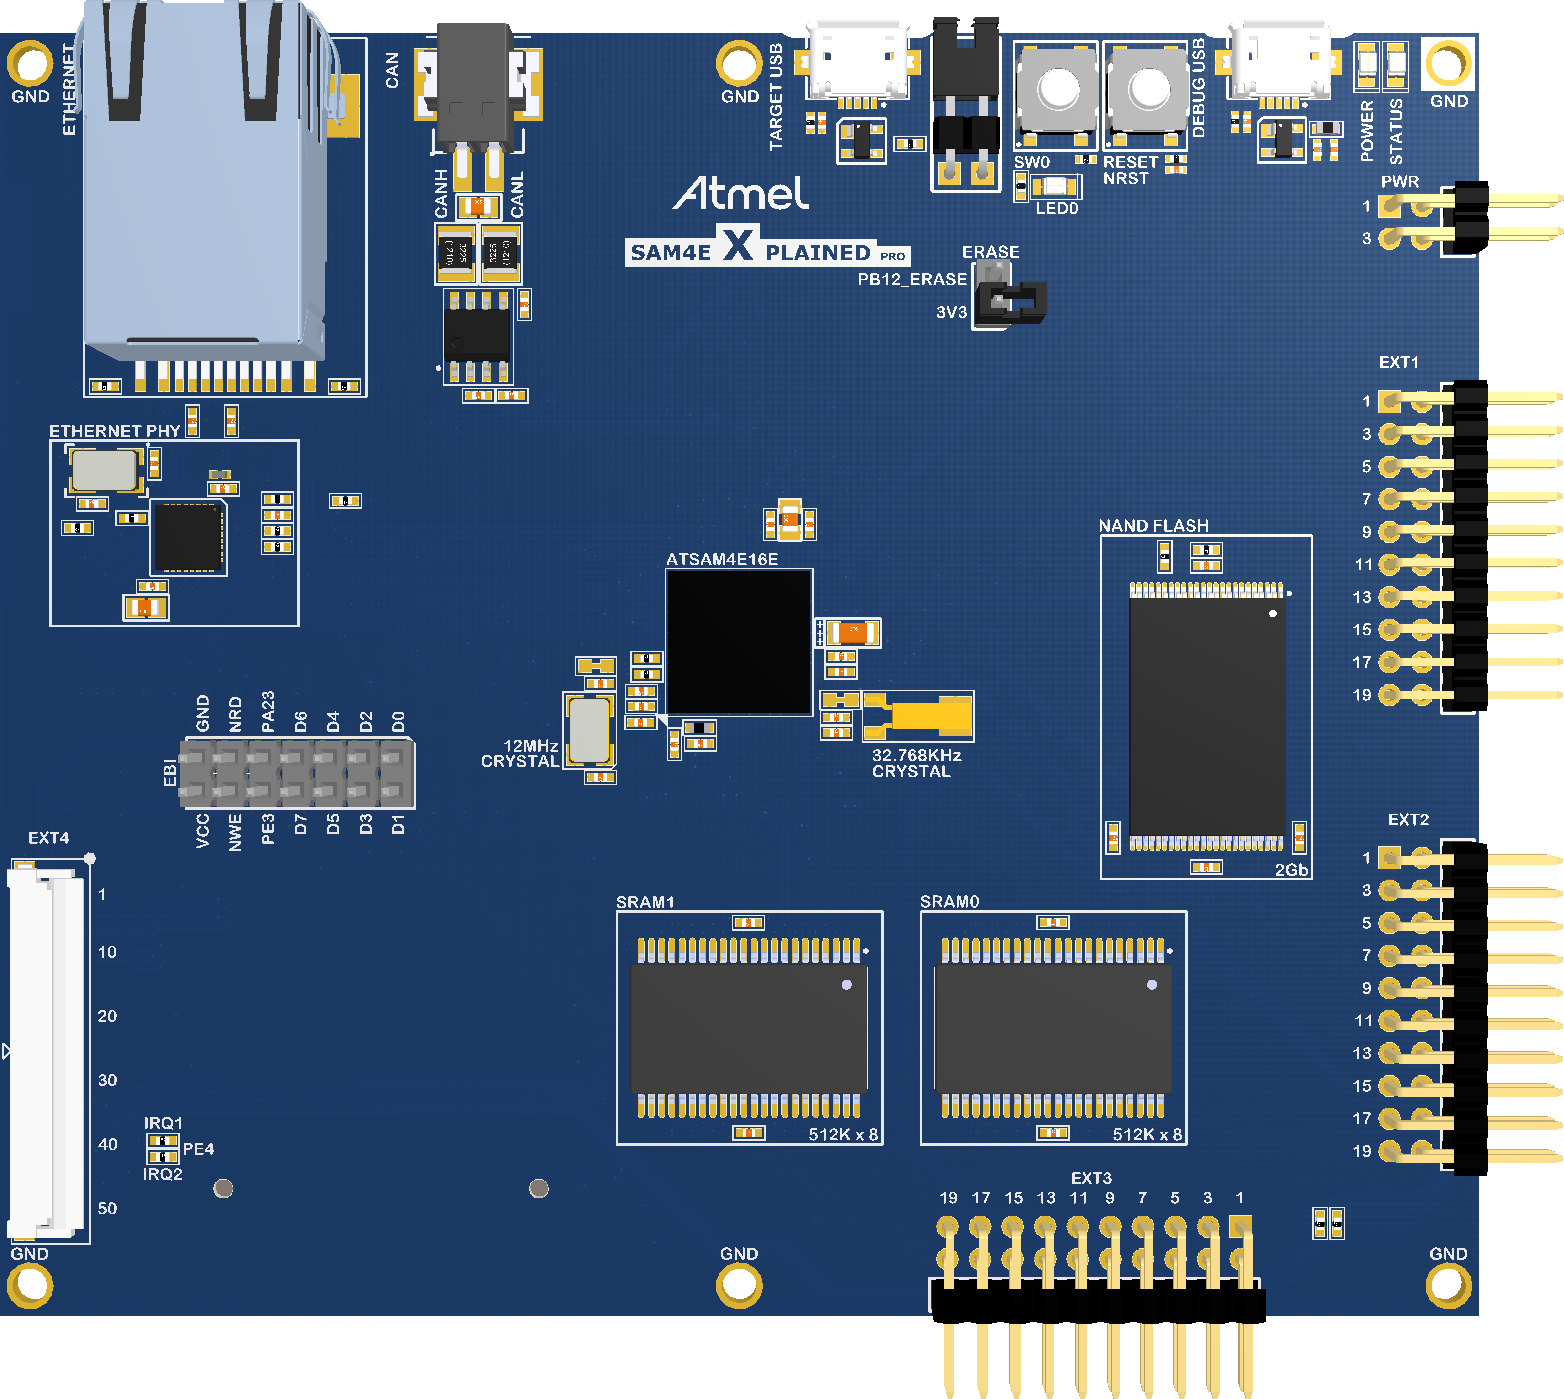 ETHERNET
GND
CAN
CANH
CANL
GND
TARGET USB
SW0
RESET
NRST
LED0
DEBUG USB
POWER
STATUS
GND
PWR
1
3
Atmel
SAM4E X PLAINED PRO
ERASE
PB12_ERASE
3V3
EXT1
1
3
5
7
9
11
13
15
17
19
ETHERNET PHY
ATSAM4E16E
NAND FLASH
2Gb
12MHz
CRYSTAL
32.768KHz
CRYSTAL
EBI
GND NRD PA23 D6 D4 D2 D0
VCC NWE PE3 D7 D5 D3 D1
EXT4
1
10
20
30
40
50
IRQ1
PE4
IRQ2
GND
SRAM1
512K x 8
SRAM0
512K x 8
EXT2
1
3
5
7
9
11
13
15
17
19
EXT3
19 17 15 13 11 9 7 5 3 1
GND
GND